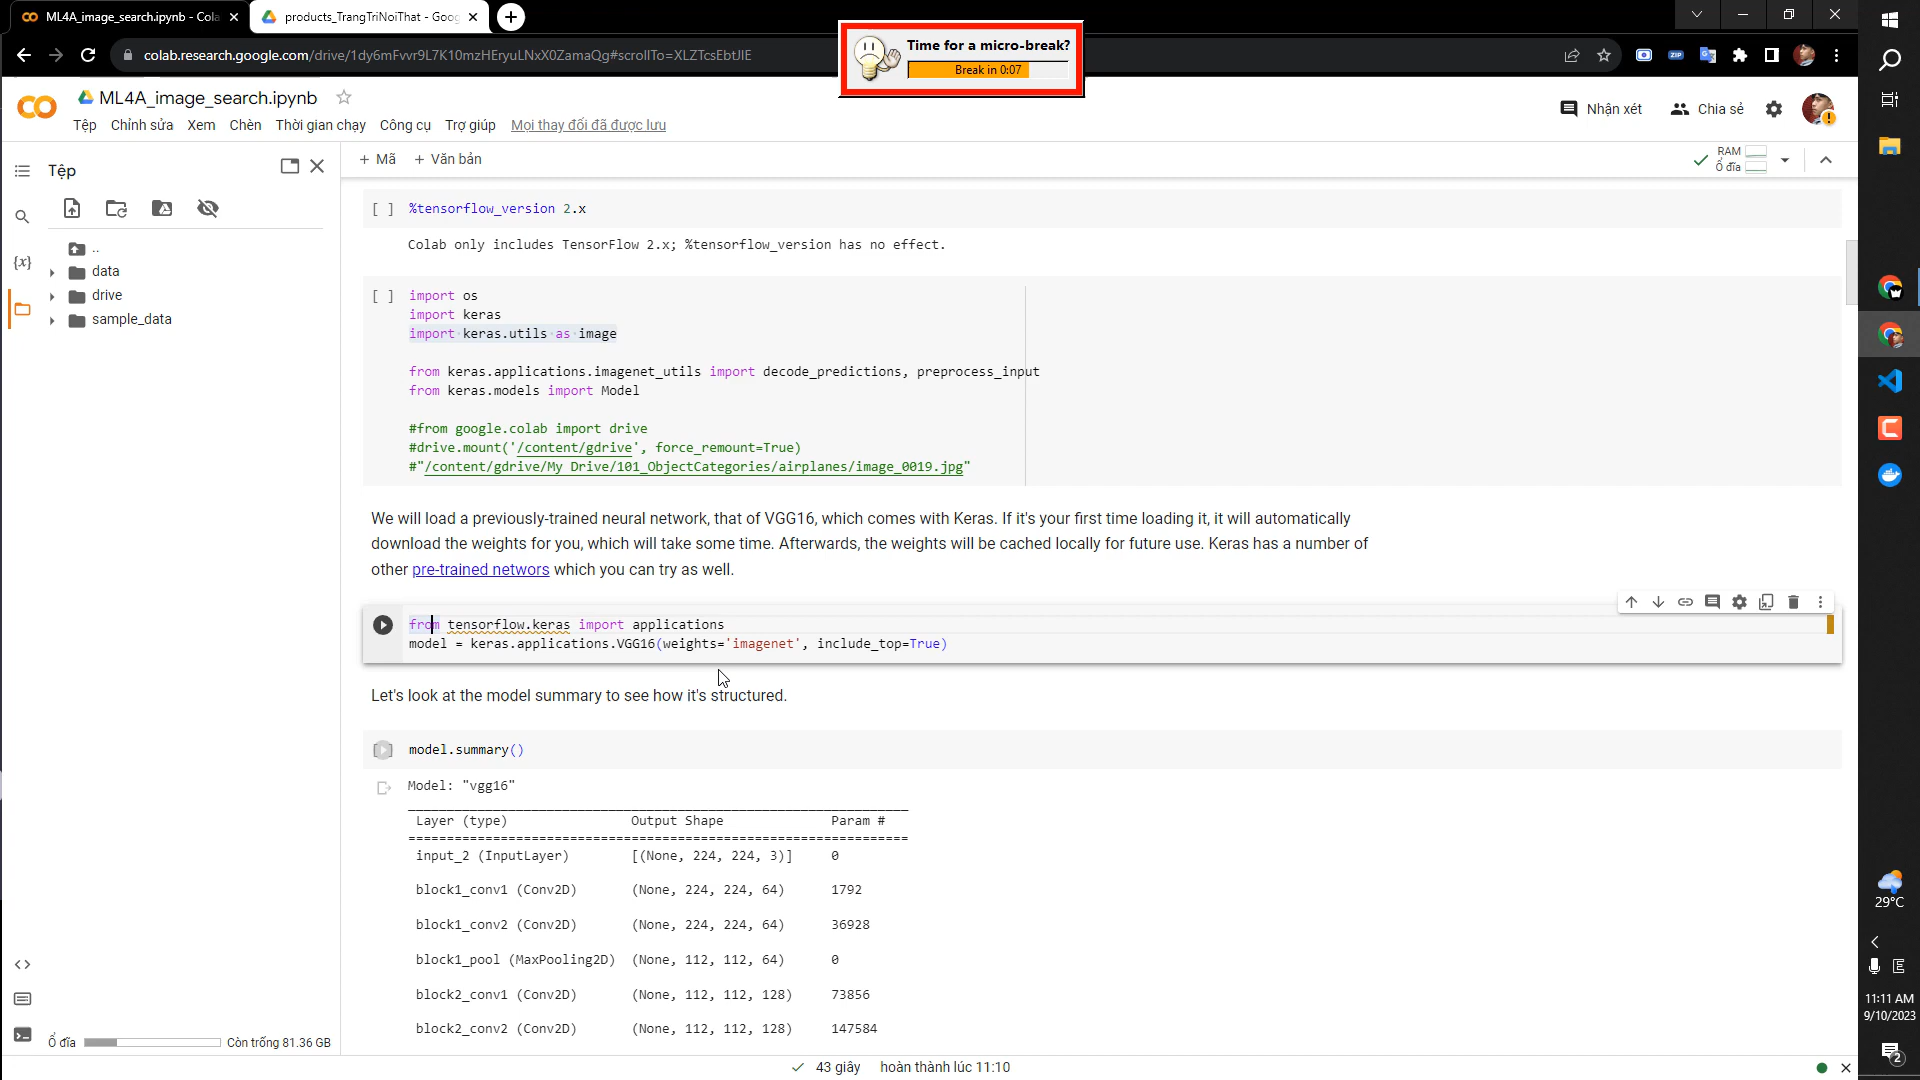 ML4A_image_search.ipynb - Cola
products_TrangTriNoiThat - Goog
colab.research.google.com/drive/1dy6mFvvr9L7K10mzHEryuLNxX0ZamaQg#scrollTo=XLZTcsEbtJIE
Time for a micro-break?
Break in 0:07
ML4A_image_search.ipynb
Tệp Chỉnh sửa Xem Chèn Thời gian chạy Công cụ Trợ giúp Mọi thay đổi đã được lưu
Nhận xét Chia sẻ
Tệp
+ Mã + Văn bản
RAM
Ổ đĩa
..
data
drive
sample_data
{x}
[ ] %tensorflow_version 2.x
Colab only includes TensorFlow 2.x; %tensorflow_version has no effect.
[ ] import os
import keras
import keras.utils as image
from keras.applications.imagenet_utils import decode_predictions, preprocess_input
from keras.models import Model
#from google.colab import drive
#drive.mount('/content/gdrive', force_remount=True)
#"/content/gdrive/My Drive/101_ObjectCategories/airplanes/image_0019.jpg"
We will load a previously-trained neural network, that of VGG16, which comes with Keras. If it's your first time loading it, it will automatically
download the weights for you, which will take some time. Afterwards, the weights will be cached locally for future use. Keras has a number of
other pre-trained networs which you can try as well.
from tensorflow.keras import applications
model = keras.applications.VGG16(weights='imagenet', include_top=True)
Let's look at the model summary to see how it's structured.
model.summary()
Model: "vgg16"
Layer (type) Output Shape Param #
input_2 (InputLayer) [(None, 224, 224, 3)] 0
block1_conv1 (Conv2D) (None, 224, 224, 64) 1792
block1_conv2 (Conv2D) (None, 224, 224, 64) 36928
block1_pool (MaxPooling2D) (None, 112, 112, 64) 0
block2_conv1 (Conv2D) (None, 112, 112, 128) 73856
block2_conv2 (Conv2D) (None, 112, 112, 128) 147584
Ổ đĩa Còn trống 81.36 GB
43 giây hoàn thành lúc 11:10
ZIP
29°C
E
11:11 AM
9/10/2023
2